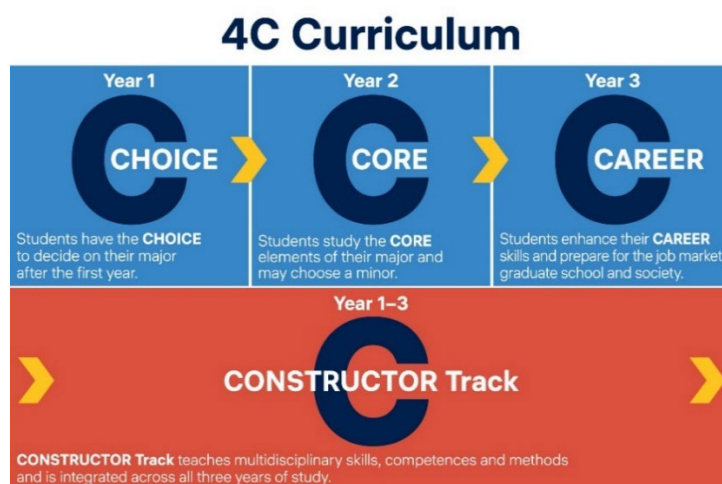 4C Curriculum
Year 1
CHOICE
Students have the CHOICE
to decide on their major
after the first year.
Year 2
CORE
Students study the CORE
elements of their major and
may choose a minor.
Year 3
CAREER
Students enhance their CAREER
skills and prepare for the job market,
graduate school and society.
Year 1–3
CONSTRUCTOR Track
CONSTRUCTOR Track teaches multidisciplinary skills, competences and methods
and is integrated across all three years of study.